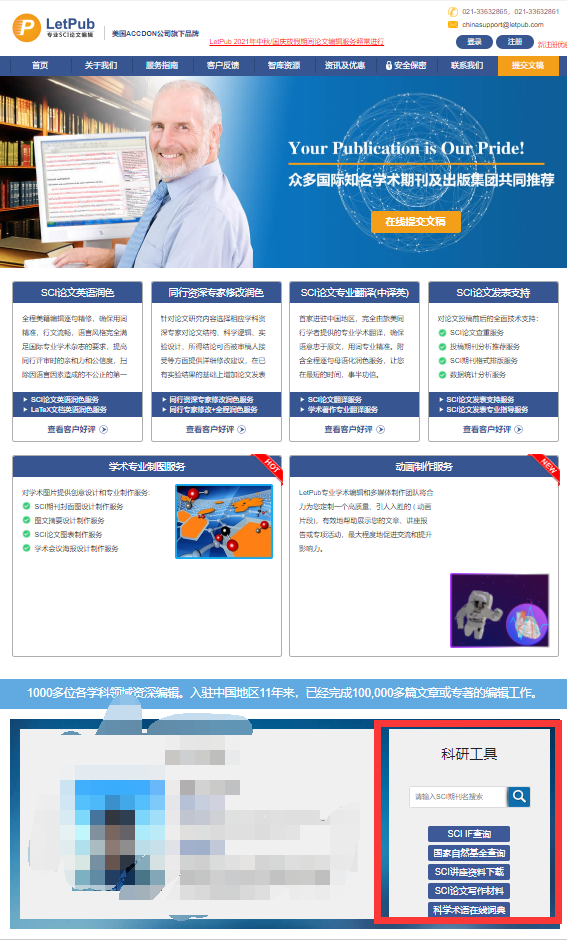 021-33632865, 021-33632861
LetPub
专业SCI论文编辑
美国ACCDON公司旗下品牌
chinasupport@letpub.com
LetPub 2021年中秋/国庆放假期间论文编辑服务照常进行
登录
注册
首页
关于我们
服务指南
客户反馈
智库资源
资讯及优惠
安全保密
联系我们
提交文稿
Your Publication is Our Pride!
众多国际知名学术期刊及出版集团共同推荐
在线提交文稿
SCI论文英语润色
全程美籍编辑逐句精修,确保用词
精准,行文流畅,语言风格完全满
足国际专业学术杂志的要求,提高
同行评审时的亲和力和公信度,扫
除因语言因素造成的不公正的第一
SCI论文英语润色服务
LaTeX文档英语润色服务
查看客户好评
同行资深专家修改润色
针对论文研究内容选择相应学科资
深专家对论文结构、科学逻辑、实
验设计、所得结论可否被审稿人接
受等方面提供详细修改建议,在已
有实验结果的基础上增加论文发表
同行资深专家修改润色服务
同行专家修改+全程润色服务
查看客户好评
SCI论文专业翻译(中译英)
首家进驻中国地区,完全由旅美同
行学者提供的专业学术翻译,确保
语意忠于原文,用词专业精准。附
含全程逐句母语化润色服务,让您
在最短的时间,事半功倍。
SCI论文翻译服务
学术著作专业翻译服务
查看客户好评
SCI论文发表支持
对论文投稿前后的全面技术支持:
SCI论文查重服务
投稿期刊分析推荐服务
SCI期刊格式排版服务
数据统计分析服务
SCI论文发表支持服务
SCI论文发表专业指导服务
查看客户好评
学术专业制图服务
HOT
对学术图片提供创意设计和专业制作服务:
SCI期刊封面图设计制作服务
图文摘要设计制作服务
SCI论文图表制作服务
学术会议海报设计制作服务
动画制作服务
NEW
LetPub专业学术编辑和多媒体制作团队将合
力为您定制一个高质量、引人入胜的(动画
片段)，有效地帮助展示您的文章、讲座报
告或专项活动，最大程度地促进交流和提升
影响力。
1000多位各学科领域资深编辑。入驻中国地区11年来，已经完成100,000多篇文章或专著的编辑工作。
科研工具
请输入SCI期刊名搜索
SCI IF查询
国家自然基金查询
SCI讲座资料下载
SCI论文写作材料
科学术语在线词典